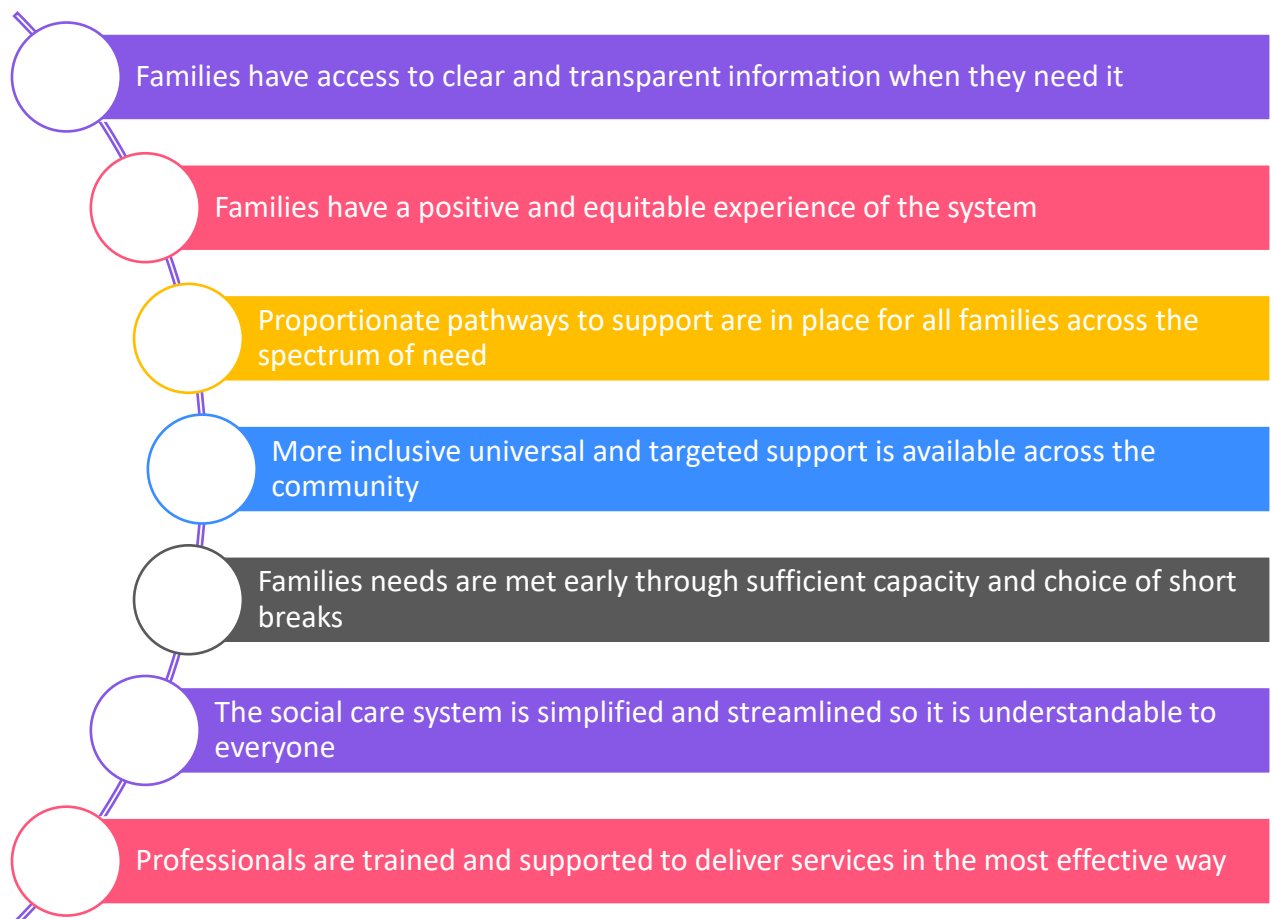 Families have access to clear and transparent information when they need it
Families have a positive and equitable experience of the system
Proportionate pathways to support are in place for all families across the
spectrum of need
More inclusive universal and targeted support is available across the
community
Families needs are met early through sufficient capacity and choice of short
breaks
The social care system is simplified and streamlined so it is understandable to
everyone
Professionals are trained and supported to deliver services in the most effective way